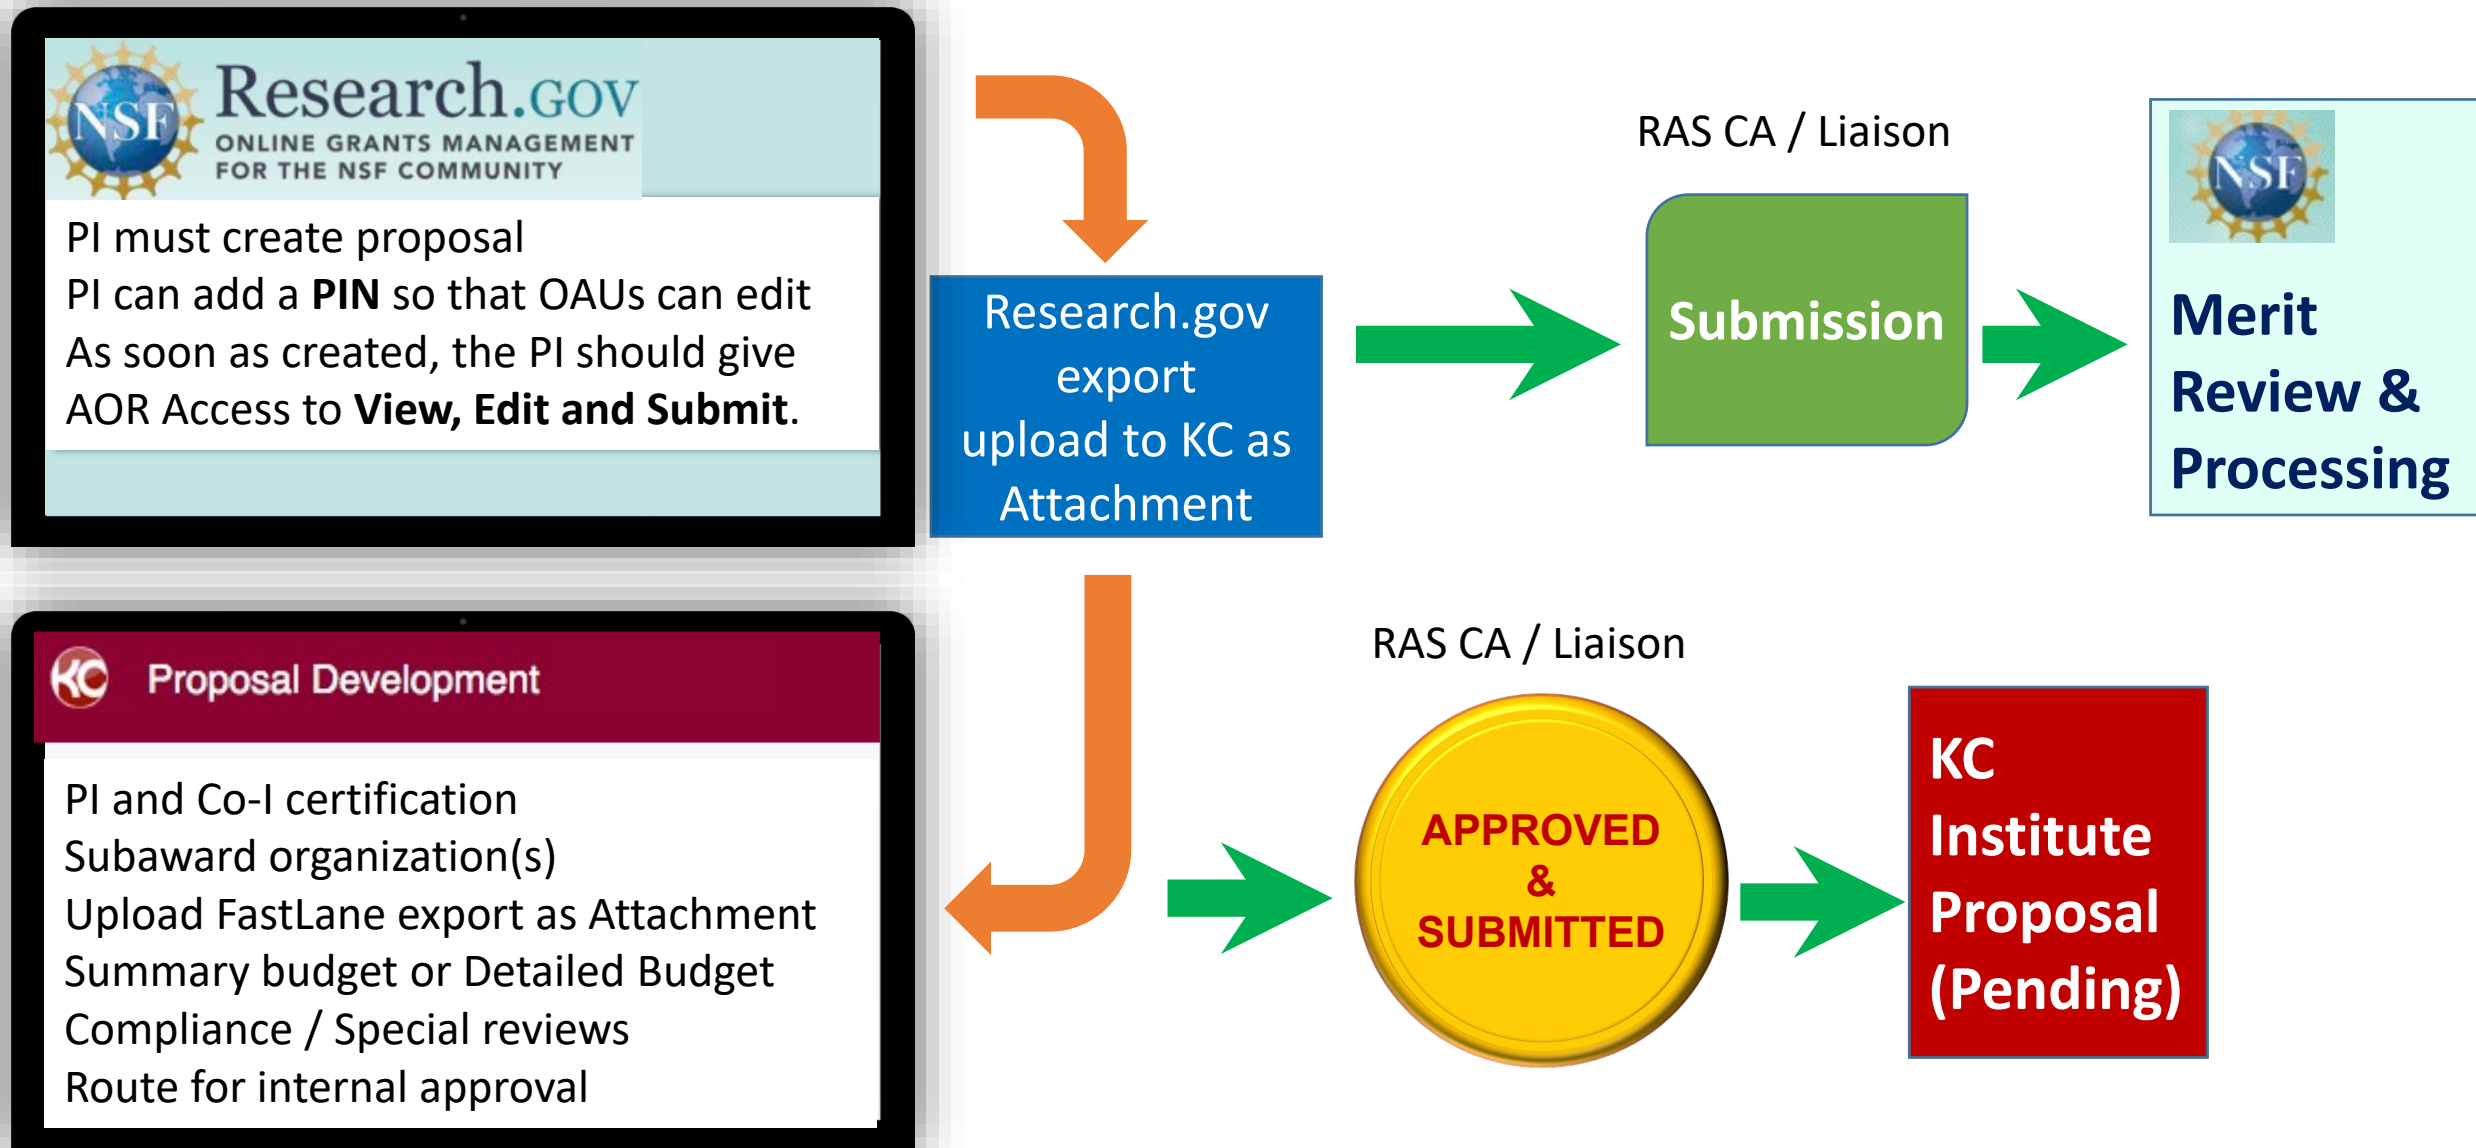 NSF
Research.GOV
ONLINE GRANTS MANAGEMENT
FOR THE NSF COMMUNITY
PI must create proposal
PI can add a PIN so that OAUs can edit
As soon as created, the PI should give
AOR Access to View, Edit and Submit.
Research.gov
export
upload to KC as
Attachment
RAS CA / Liaison
Submission
NSF
Merit
Review &
Processing
KC
Proposal Development
PI and Co-I certification
Subaward organization(s)
Upload FastLane export as Attachment
Summary budget or Detailed Budget
Compliance / Special reviews
Route for internal approval
RAS CA / Liaison
APPROVED
&
SUBMITTED
KC
Institute
Proposal
(Pending)